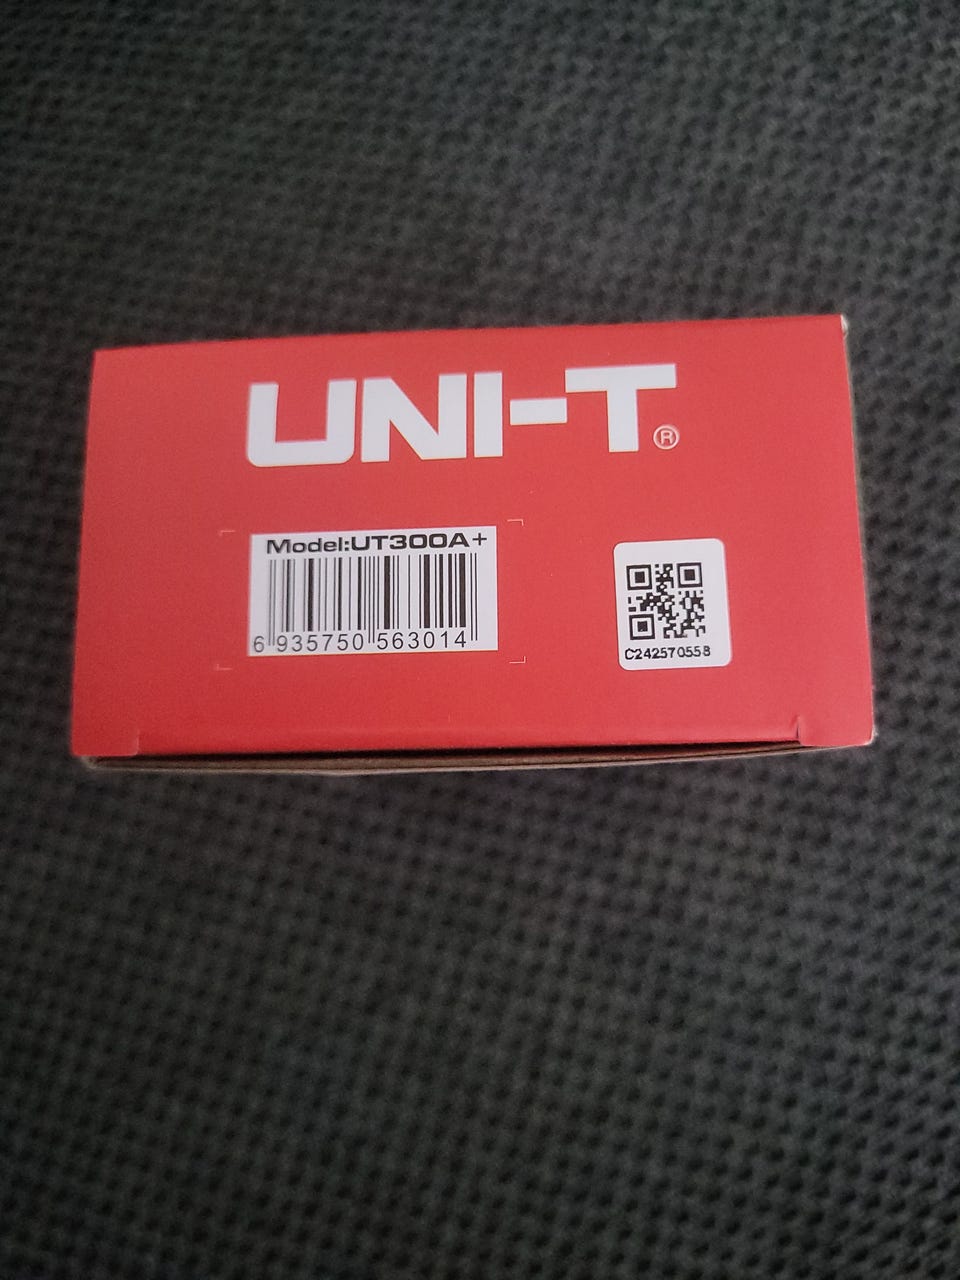 UNI-T®
Model:UT300A+
6 935750 563014
C242570558